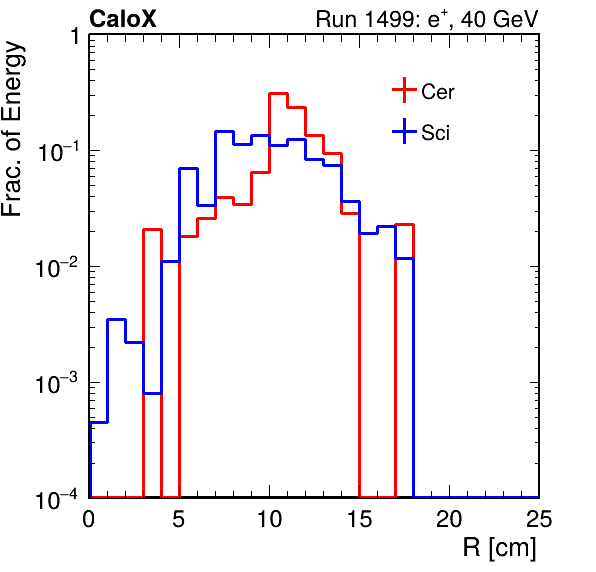 CaloX Run 1499: e⁺, 40 GeV
Frac. of Energy
1
10⁻¹
10⁻²
10⁻³
10⁻⁴
Cer
Sci
0 5 10 15 20 25
R [cm]